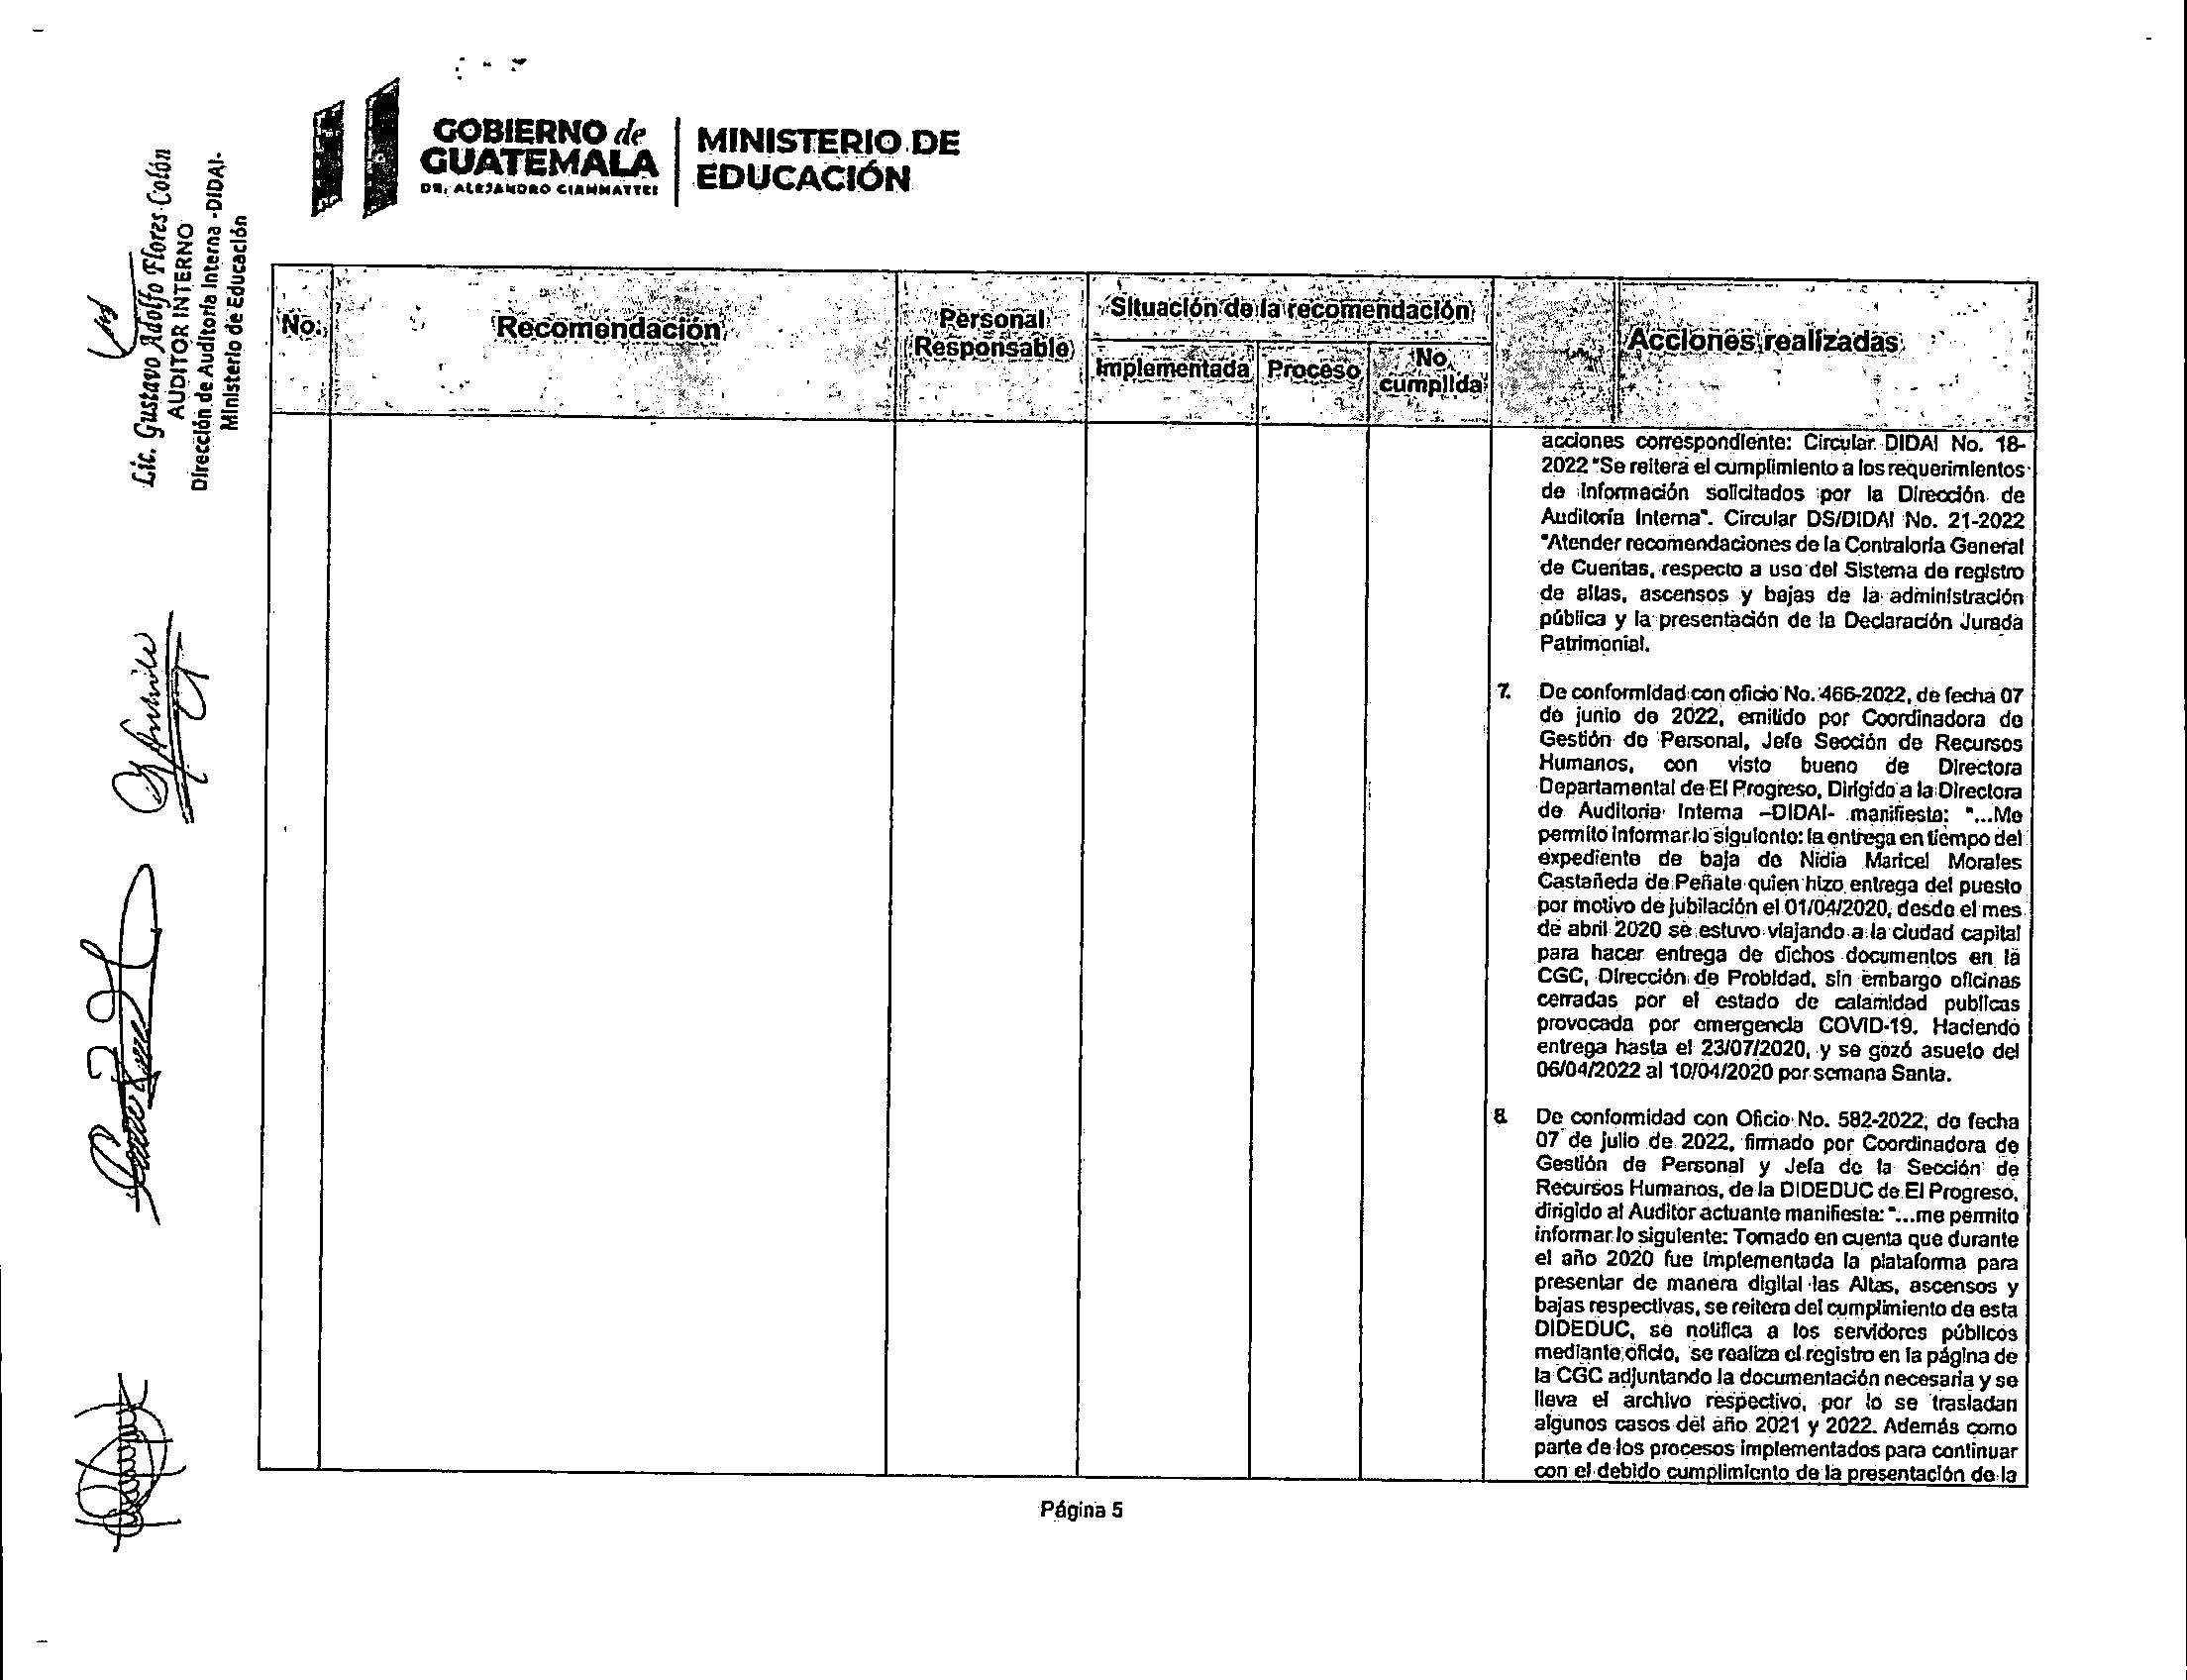 GOBIERNO de
GUATEMALA
DR. ALEJANDRO GIAMMATTEI
MINISTERIO DE
EDUCACIÓN
Lic. Gustavo Adolfo Flores Colón
AUDITOR INTERNO
Dirección de Auditoría Interna -DIDAI-
Ministerio de Educación
No.
Recomendación
Personal
Responsable
Situación de la recomendación
Implementada
Proceso
No
cumplida
Acciones realizadas
acciones correspondiente: Circular DIDAI No. 18-
2022 "Se reitera el cumplimiento a los requerimientos
de Información solicitados por la Dirección de
Auditoría Interna". Circular DS/DIDAI No. 21-2022
"Atender recomendaciones de la Contraloría General
de Cuentas, respecto a uso del Sistema de registro
de altas, ascensos y bajas de la administración
pública y la presentación de la Declaración Jurada
Patrimonial.
7. De conformidad con oficio No. 466-2022, de fecha 07
de junio de 2022, emitido por Coordinadora de
Gestión de Personal, Jefe Sección de Recursos
Humanos, con visto bueno de Directora
Departamental de El Progreso, Dirigido a la Directora
de Auditoria Interna –DIDAI- manifiesta: "...Me
permito informar lo siguiente: la entrega en tiempo del
expediente de baja de Nidia Maricel Morales
Castañeda de Peñate quien hizo entrega del puesto
por motivo de jubilación el 01/04/2020, desde el mes
de abril 2020 se estuvo viajando a la ciudad capital
para hacer entrega de dichos documentos en la
CGC, Dirección de Probidad, sin embargo oficinas
cerradas por el estado de calamidad publicas
provocada por emergencia COVID-19. Haciendo
entrega hasta el 23/07/2020, y se gozó asueto del
06/04/2022 al 10/04/2020 por semana Santa.
8. De conformidad con Oficio No. 582-2022, de fecha
07 de julio de 2022, firmado por Coordinadora de
Gestión de Personal y Jefa de la Sección de
Recursos Humanos, de la DIDEDUC de El Progreso,
dirigido al Auditor actuante manifiesta: "...me permito
informar lo siguiente: Tomado en cuenta que durante
el año 2020 fue implementada la plataforma para
presentar de manera digital las Altas, ascensos y
bajas respectivas, se reitera del cumplimiento de esta
DIDEDUC, se notifica a los servidores públicos
mediante oficio, se realiza el registro en la página de
la CGC adjuntando la documentación necesaria y se
lleva el archivo respectivo, por lo se trasladan
algunos casos del año 2021 y 2022. Además como
parte de los procesos implementados para continuar
con el debido cumplimiento de la presentación de la
Página 5